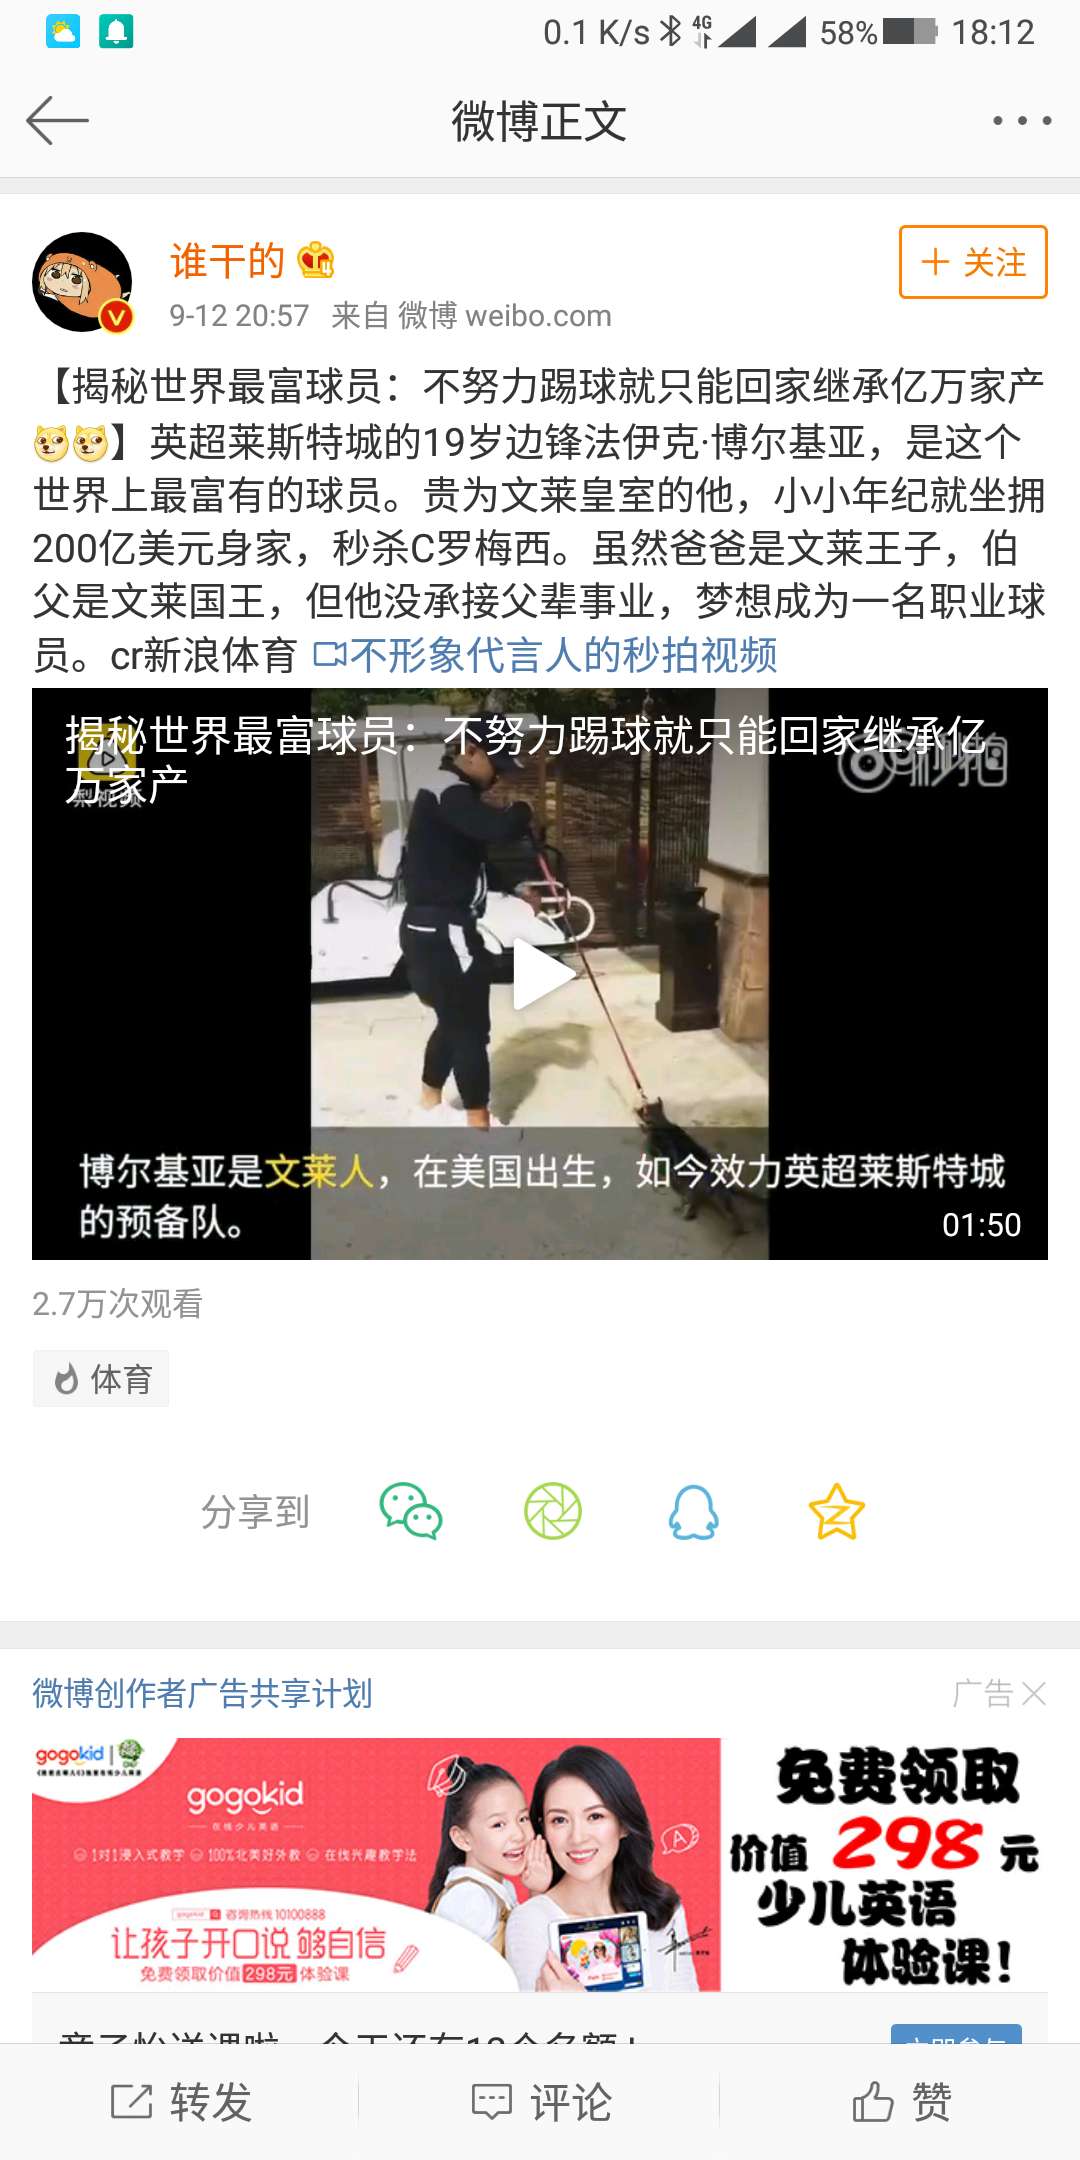 0.1 K/s 4G 58% 18:12
微博正文
谁干的
＋ 关注
9-12 20:57 来自 微博 weibo.com
【揭秘世界最富球员：不努力踢球就只能回家继承亿万家产
】英超莱斯特城的19岁边锋法伊克·博尔基亚，是这个
世界上最富有的球员。贵为文莱皇室的他，小小年纪就坐拥
200亿美元身家，秒杀C罗梅西。虽然爸爸是文莱王子，伯
父是文莱国王，但他没承接父辈事业，梦想成为一名职业球
员。cr新浪体育 不形象代言人的秒拍视频
揭秘世界最富球员：不努力踢球就只能回家继承亿
万家产
梨视频
秒拍
博尔基亚是文莱人，在美国出生，如今效力英超莱斯特城
的预备队。
01:50
2.7万次观看
体育
分享到
微博创作者广告共享计划
广告
gogokid
gogokid
在线少儿英语
1对1浸入式教学 100%北美好外教 在线兴趣教学法
gogokid 咨询热线 10100888
让孩子开口说 够自信
免费领取价值298元体验课
免费领取
价值 298 元
少儿英语
体验课！
转发
评论
赞